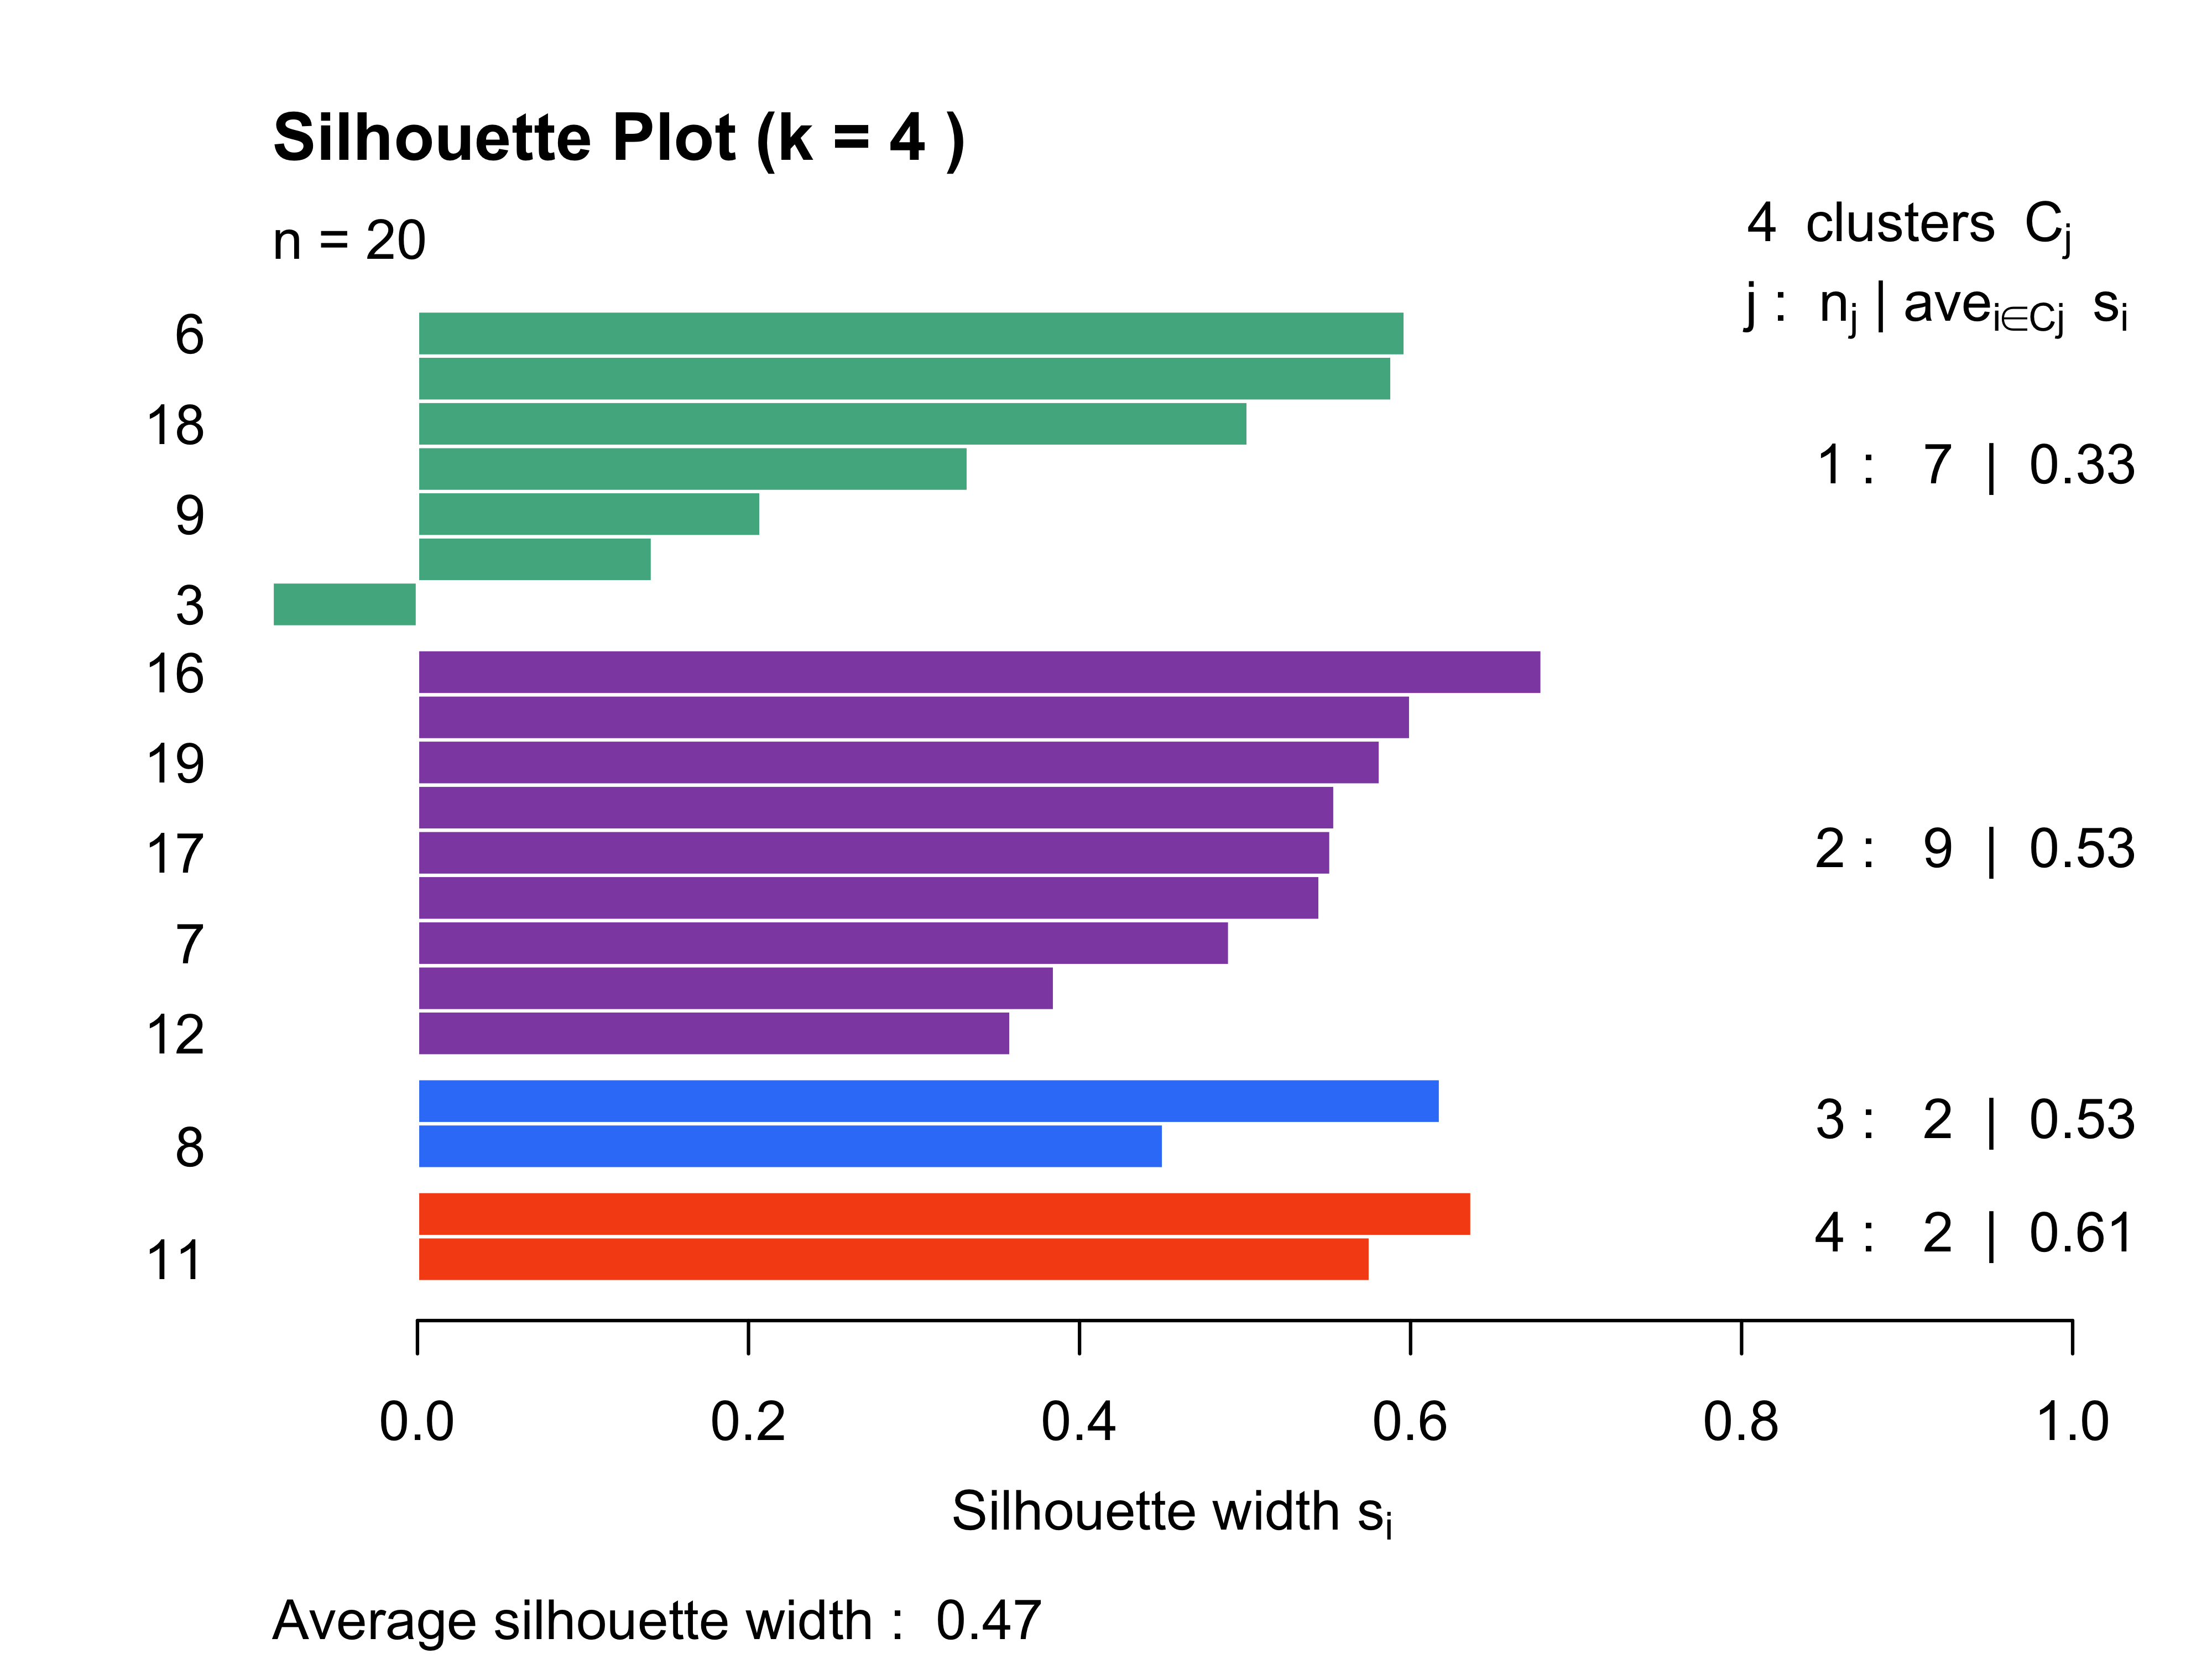 Silhouette Plot (k = 4 )
n = 20
4 clusters Cj
j : nj | avei∈Cj si
6
18
1 : 7 | 0.33
9
3
16
19
17
2 : 9 | 0.53
7
12
8
3 : 2 | 0.53
11
4 : 2 | 0.61
0.0 0.2 0.4 0.6 0.8 1.0
Silhouette width si
Average silhouette width : 0.47